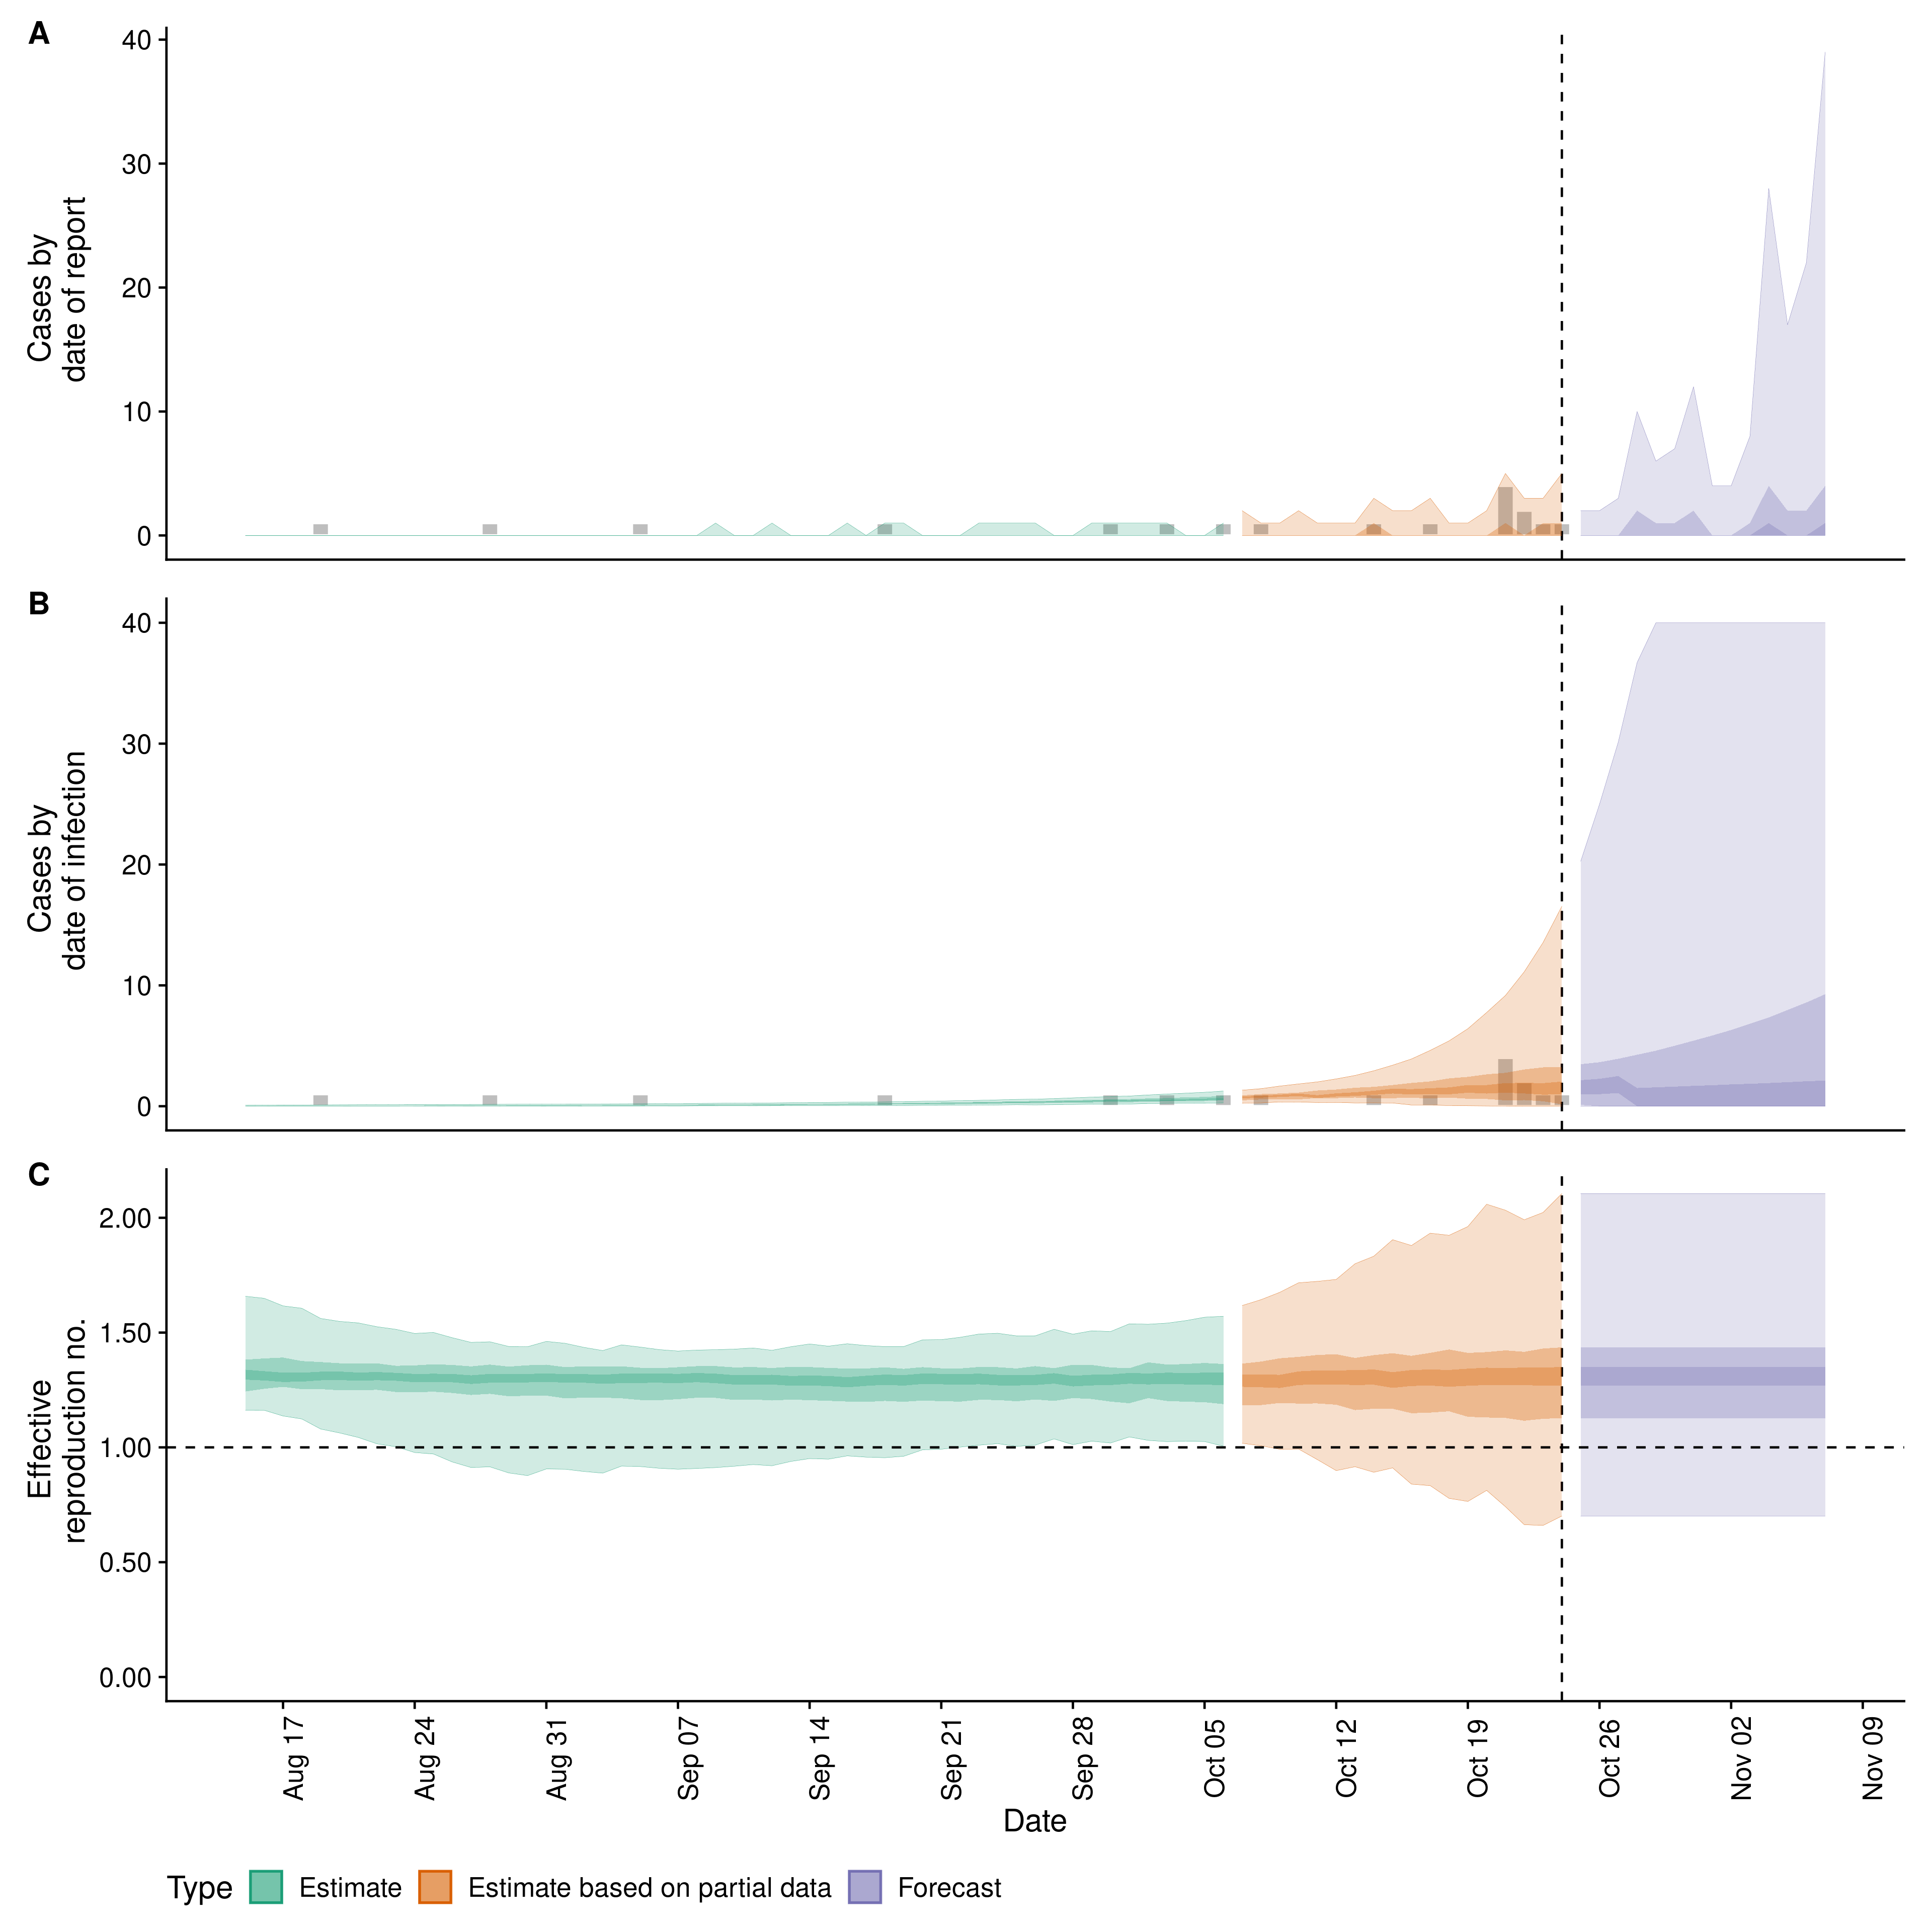 A
40
30
20
10
0
Cases by
date of report
B
40
30
20
10
0
Cases by
date of infection
C
2.00
1.50
1.00
0.50
0.00
Effective
reproduction no.
Aug 17
Aug 24
Aug 31
Sep 07
Sep 14
Sep 21
Sep 28
Oct 05
Oct 12
Oct 19
Oct 26
Nov 02
Nov 09
Date
Type Estimate Estimate based on partial data Forecast